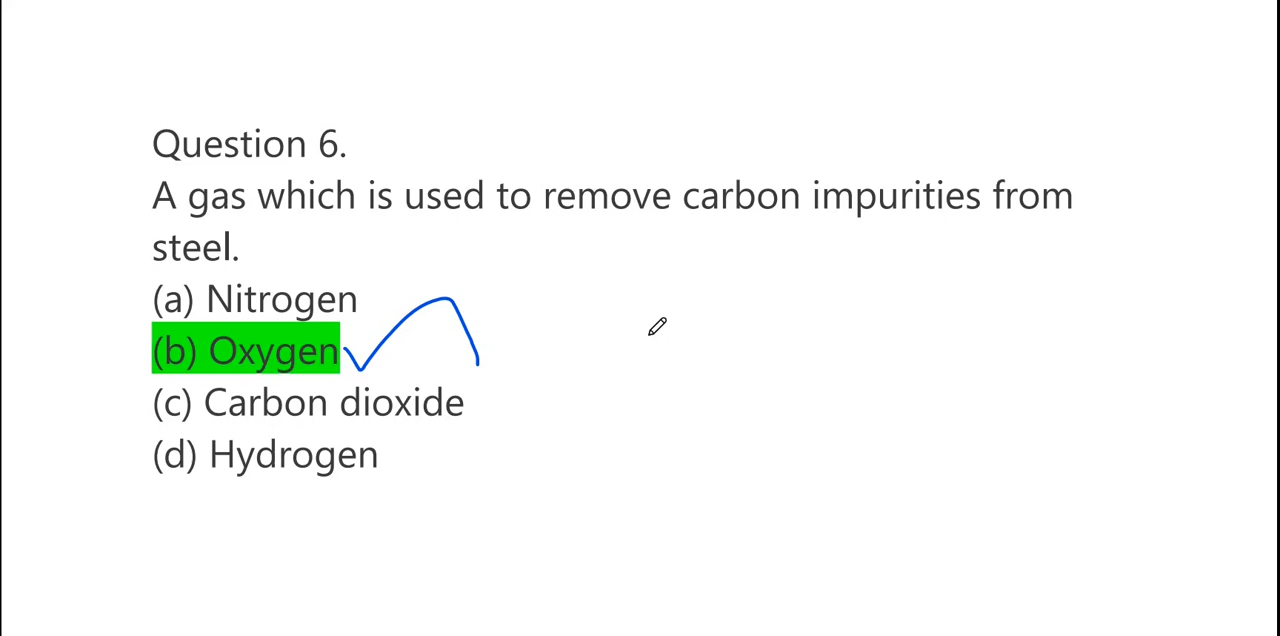 Question 6.
A gas which is used to remove carbon impurities from
steel.
(a) Nitrogen
(b) Oxygen
(c) Carbon dioxide
(d) Hydrogen